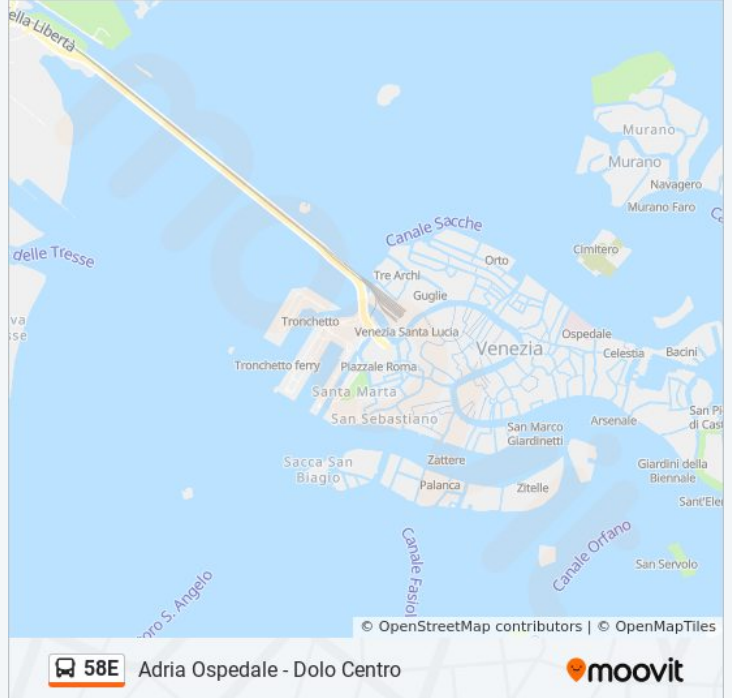 ella Libertà
Murano
Murano
Navagero
Murano Faro
Canale Sacche
delle Tresse
Cimitero
Orto
Tre Archi
Guglie
Tronchetto
Venezia Santa Lucia
Ospedale
Venezia
Celestia
Bacini
Tronchetto ferry
Piazzale Roma
Santa Marta
San Sebastiano
San Pi
di Cast
Arsenale
San Marco
Giardinetti
Zattere
Sacca San
Biagio
Giardini della
Biennale
Palanca
Zitelle
Sant'Elen
Canale Orfano
Canale Fasiol
San Servolo
oro S. Angelo
© OpenStreetMap contributors | © OpenMapTiles
58E Adria Ospedale - Dolo Centro
moovit